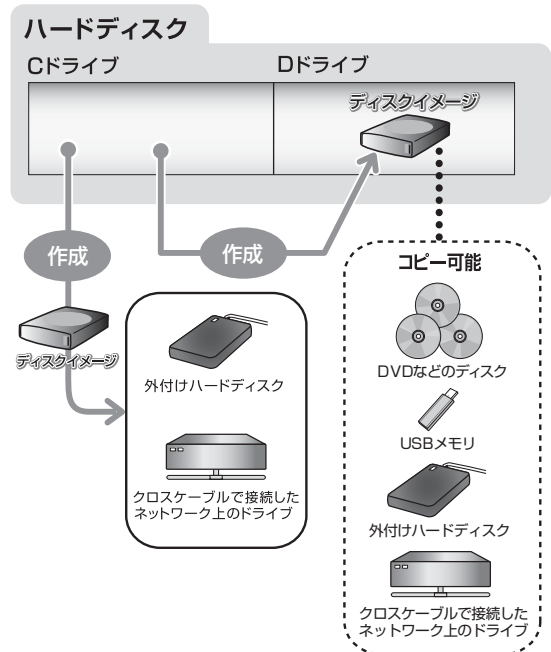 ハードディスク
Cドライブ
Dドライブ
ディスクイメージ
作成
作成
コピー可能
ディスクイメージ
外付けハードディスク
クロスケーブルで接続した
ネットワーク上のドライブ
DVDなどのディスク
USBメモリ
外付けハードディスク
クロスケーブルで接続した
ネットワーク上のドライブ